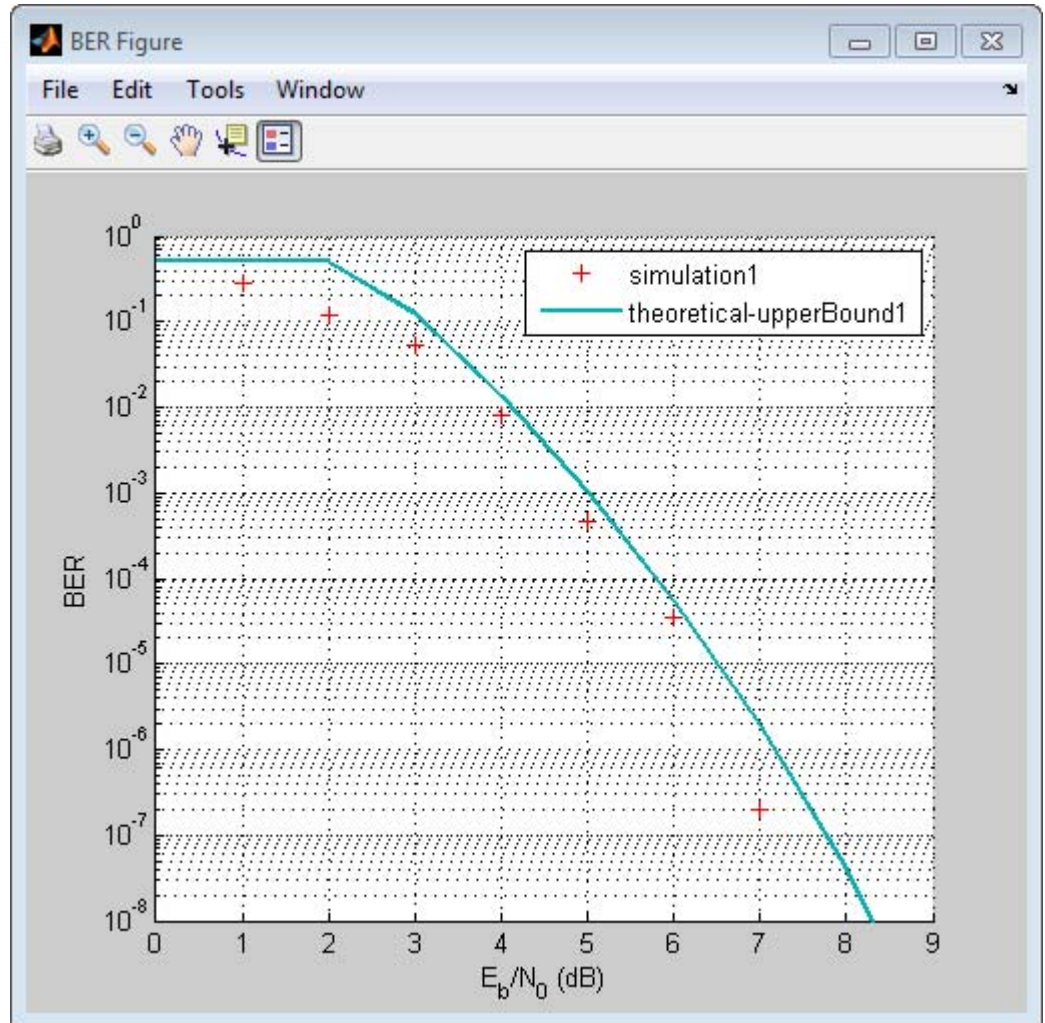 BER Figure
File Edit Tools Window
10^0
10^-1
10^-2
10^-3
10^-4
10^-5
10^-6
10^-7
10^-8
BER
simulation1
theoretical-upperBound1
0 1 2 3 4 5 6 7 8 9
E_b/N_0 (dB)